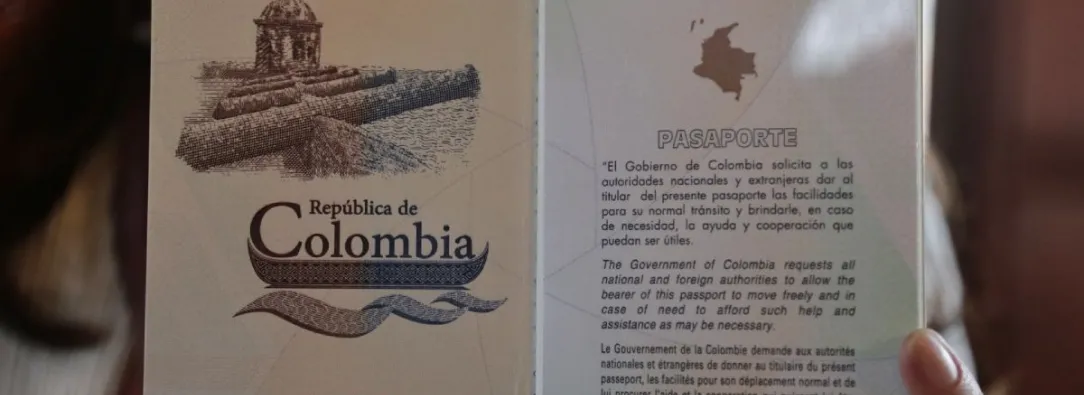 República de
Colombia
PASAPORTE
"El Gobierno de Colombia solicita a las
autoridades nacionales y extranjeras dar al
titular del presente pasaporte las facilidades
para su normal tránsito y brindarle, en caso
de necesidad, la ayuda y cooperación que
puedan ser útiles.
The Government of Colombia requests all
national and foreign authorities to allow the
bearer of this passport to move freely and in
case of need to afford such help and
assistance as may be necessary.
Le Gouvernement de la Colombie demande aux autorités
nationales et étrangères de donner au titulaire du présent
passeport, les facilités pour son déplacement normal et de